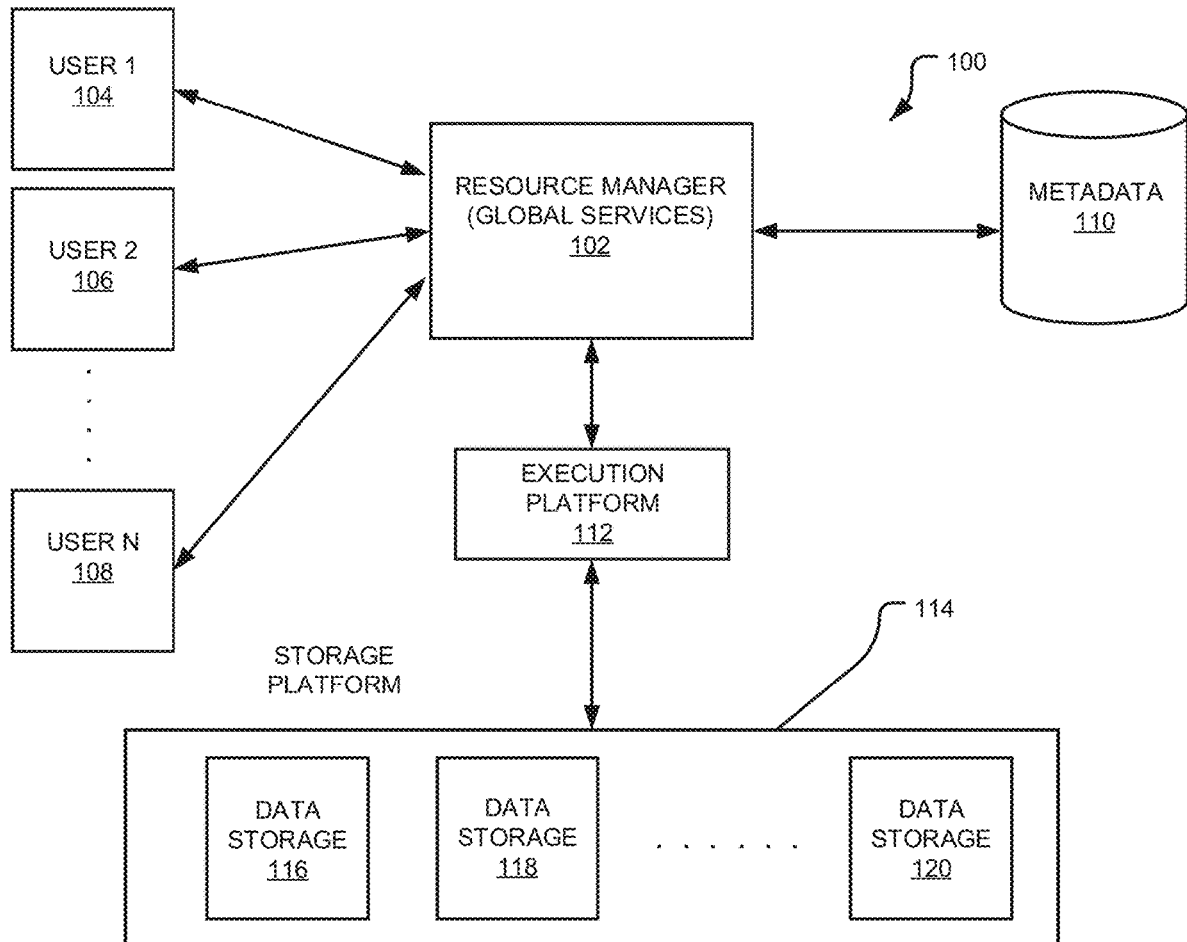 USER 1
104
100
RESOURCE MANAGER
(GLOBAL SERVICES)
102
METADATA
110
USER 2
106
. . . .
EXECUTION
PLATFORM
112
USER N
108
114
STORAGE
PLATFORM
DATA
STORAGE
116
DATA
STORAGE
118
. . . . . .
DATA
STORAGE
120